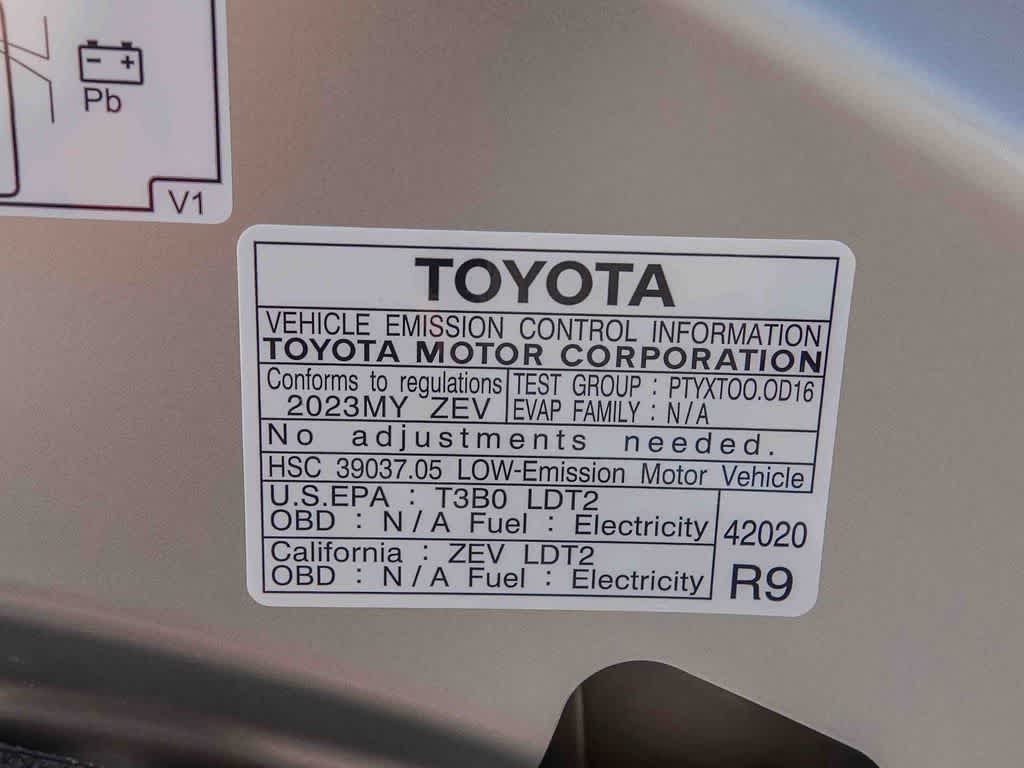 Pb
V1
TOYOTA
VEHICLE EMISSION CONTROL INFORMATION
TOYOTA MOTOR CORPORATION
Conforms to regulations
2023MY ZEV
TEST GROUP : PTYXT00.0D16
EVAP FAMILY : N/A
No adjustments needed.
HSC 39037.05 LOW-Emission Motor Vehicle
U.S.EPA : T3B0 LDT2
OBD : N/A Fuel : Electricity
California : ZEV LDT2
OBD : N/A Fuel : Electricity
42020
R9